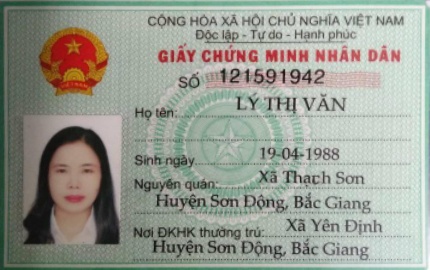 CỘNG HÒA XÃ HỘI CHỦ NGHĨA VIỆT NAM
Độc lập - Tự do - Hạnh phúc
GIẤY CHỨNG MINH NHÂN DÂN
SỐ 121591942
Họ tên: LÝ THỊ VĂN
Sinh ngày 19-04-1988
Nguyên quán: Xã Thạch Sơn
Huyện Sơn Động, Bắc Giang
Nơi ĐKHK thường trú: Xã Yên Định
Huyện Sơn Động, Bắc Giang